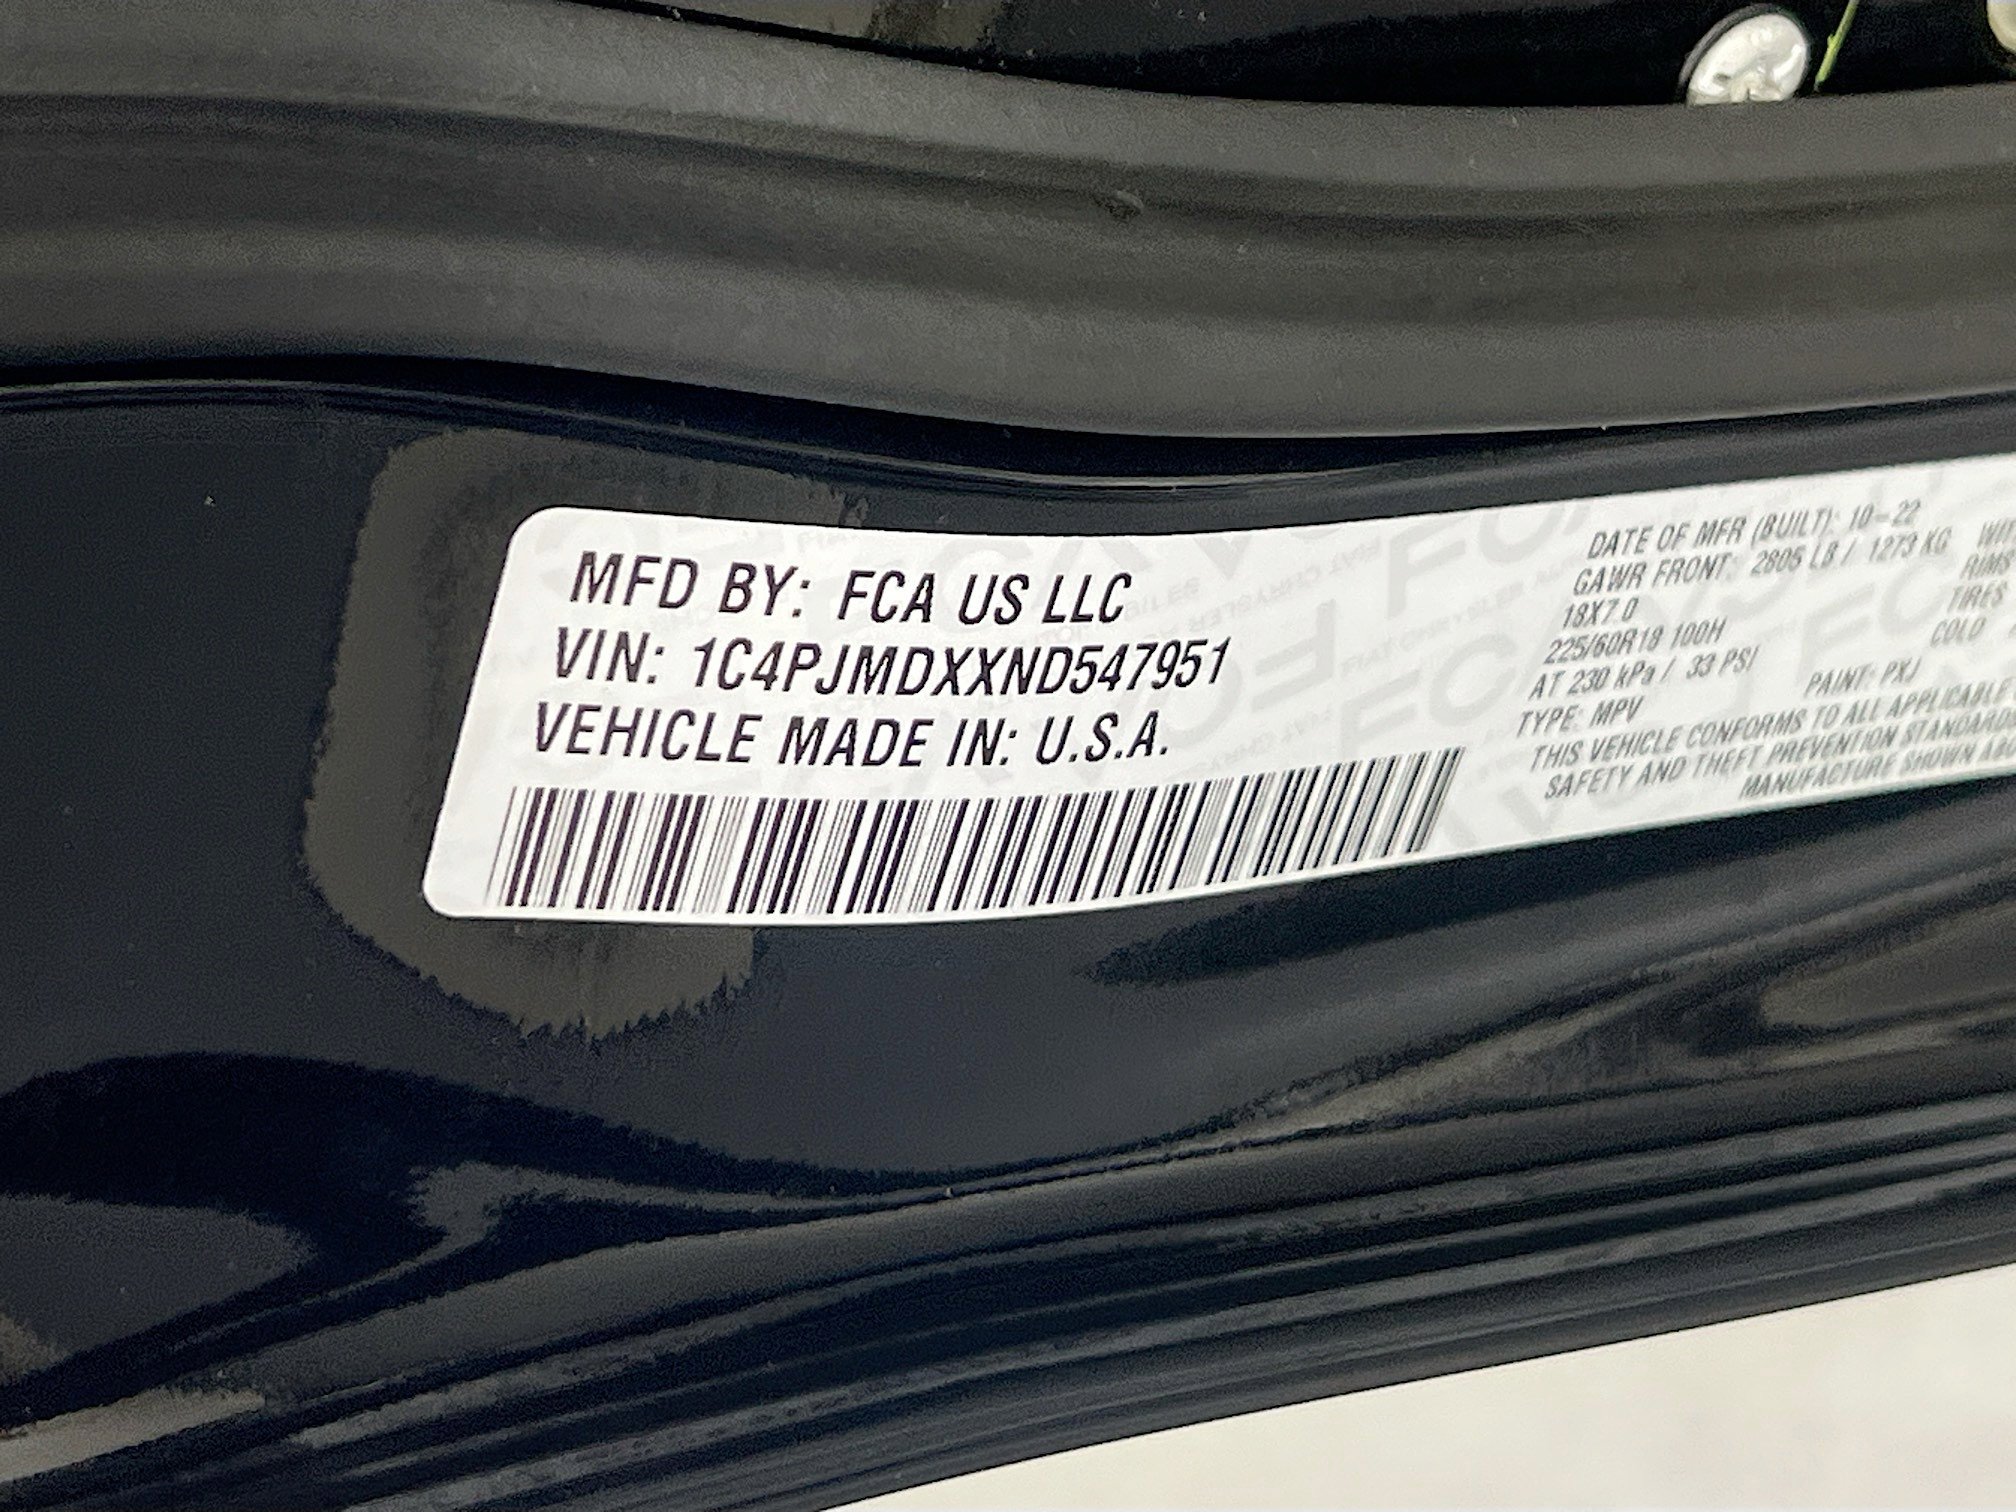 MFD BY: FCA US LLC
VIN: 1C4PJMDXXND547951
VEHICLE MADE IN: U.S.A.
DATE OF MFR (BUILT): 10-22
GAWR FRONT: 2805 LB / 1273 KG
18X7.0 RIMS
225/60R18 100H TIRES
AT 230 kPa / 33 PSI COLD
TYPE: MPV PAINT: PXJ
THIS VEHICLE CONFORMS TO ALL APPLICABLE
SAFETY AND THEFT PREVENTION STANDARDS
MANUFACTURE SHOWN